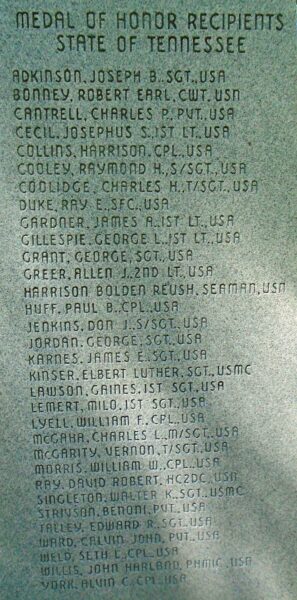 MEDAL OF HONOR RECIPIENTS
STATE OF TENNESSEE
ADKINSON, JOSEPH B., SGT., USA
BONNEY, ROBERT EARL, CWT, USN
CANTRELL, CHARLES P., PVT., USA
CECIL, JOSEPHUS S., 1ST LT., USA
COLLINS, HARRISON, CPL., USA
COOLEY, RAYMOND H., S/SGT., USA
COOLIDGE, CHARLES H., T/SGT., USA
DUKE, RAY E., SFC., USA
GARDNER, JAMES A., 1ST LT., USA
GILLESPIE, GEORGE L., 1ST LT., USA
GRANT, GEORGE, SGT., USA
GREER, ALLEN J., 2ND LT., USA
HARRISON BOLDEN REUSH, SEAMAN, USN
HUFF, PAUL B., CPL., USA
JENKINS, DON J., S/SGT., USA
JORDAN, GEORGE, SGT., USA
KARNES, JAMES E., SGT., USA
KINSER, ELBERT LUTHER, SGT., USMC
LAWSON, GAINES, 1ST SGT., USA
LEMERT, MILO, 1ST SGT., USA
LYELL, WILLIAM F., CPL., USA
McGAHA, CHARLES L., M/SGT., USA
McGARITY, VERNON, T/SGT., USA
MORRIS, WILLIAM W., CPL., USA
RAY, DAVID ROBERT, HC2DC, USN
SINGLETON, WALTER K., SGT., USMC
STRIVSON, BENONI, PVT., USA
TALLEY, EDWARD R., SGT., USA
WARD, CALVIN JOHN, PVT., USA
WELD, SETH L., CPL., USA
WILLIS, JOHN HARLAND, PHMIC, USN
YORK, ALVIN C., CPL., USA